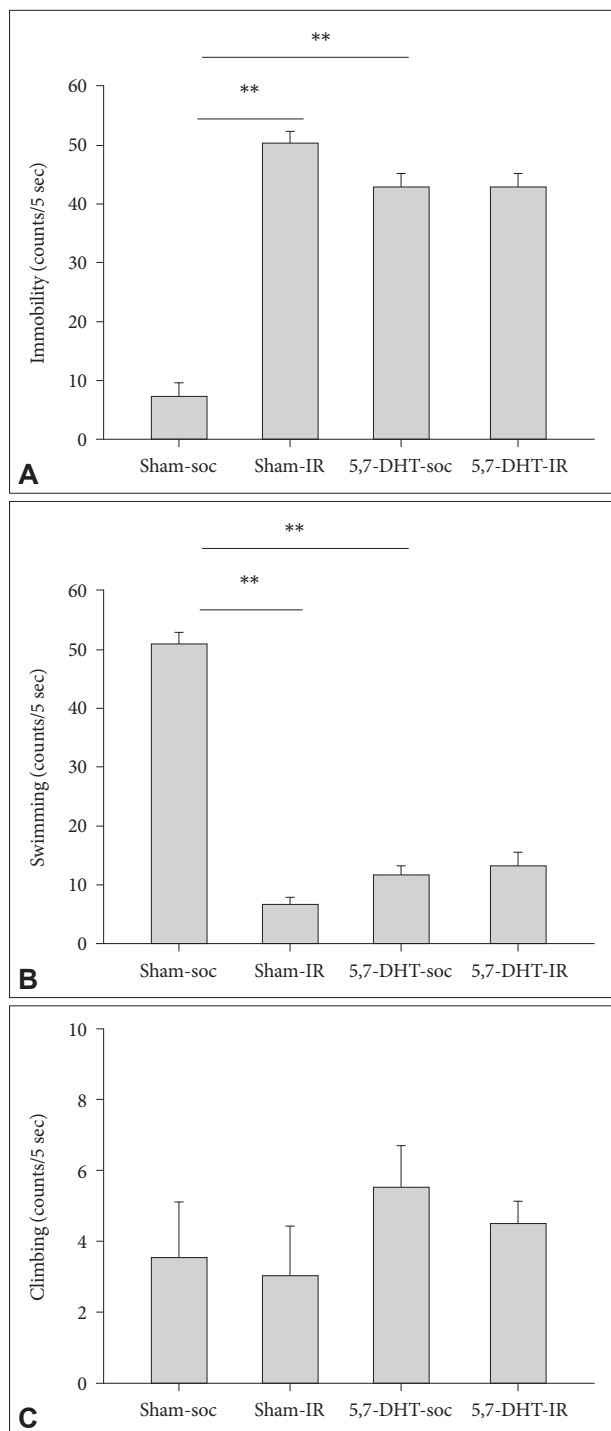 **
**
60
50
40
30
20
10
0
Immobility (counts/5 sec)
Sham-soc Sham-IR 5,7-DHT-soc 5,7-DHT-IR
A
**
**
60
50
40
30
20
10
0
Swimming (counts/5 sec)
Sham-soc Sham-IR 5,7-DHT-soc 5,7-DHT-IR
B
10
8
6
4
2
0
Climbing (counts/5 sec)
Sham-soc Sham-IR 5,7-DHT-soc 5,7-DHT-IR
C